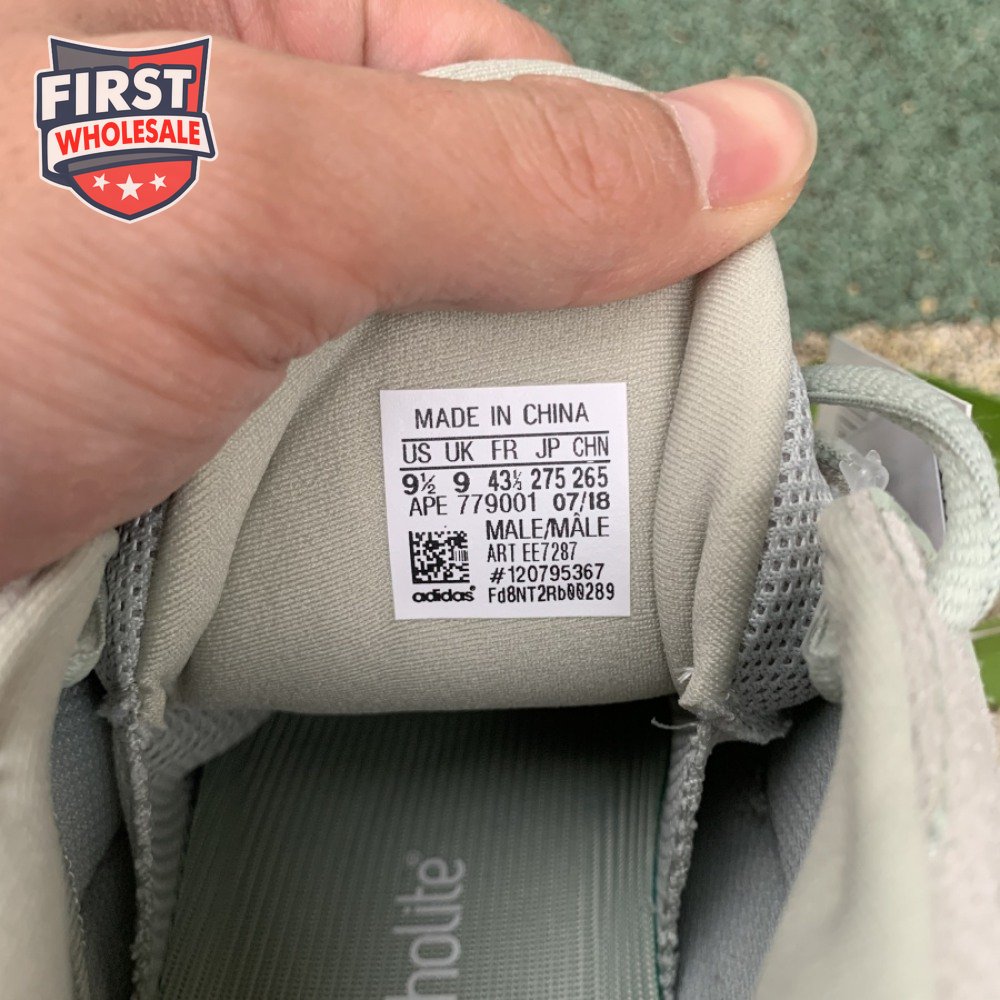 FIRST
WHOLESALE
MADE IN CHINA
US UK FR JP CHN
9½ 9 43⅓ 275 265
APE 779001 07/18
MALE/MÂLE
ART EE7287
#120795367
Fd8NT2Rb00289
adidas
holite®